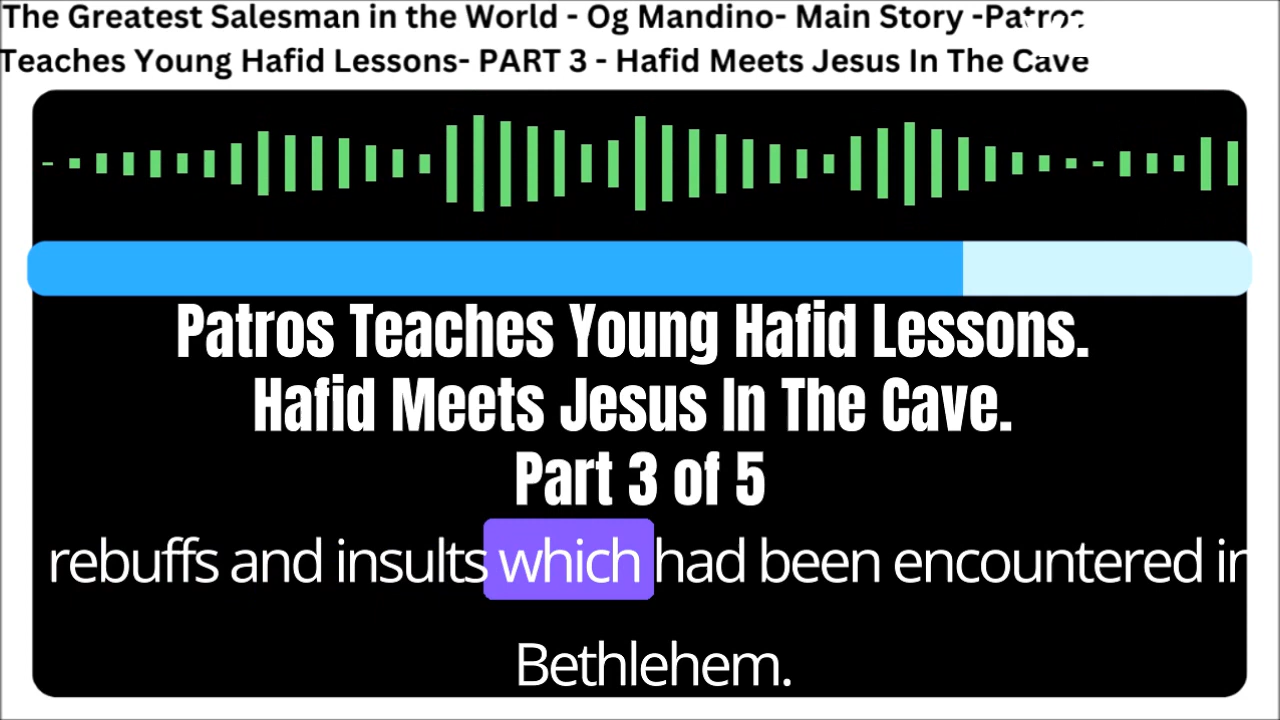 The Greatest Salesman in the World - Og Mandino- Main Story -Patros
Teaches Young Hafid Lessons- PART 3 - Hafid Meets Jesus In The Cave
Patros Teaches Young Hafid Lessons.
Hafid Meets Jesus In The Cave.
Part 3 of 5
rebuffs and insults which had been encountered in
Bethlehem.